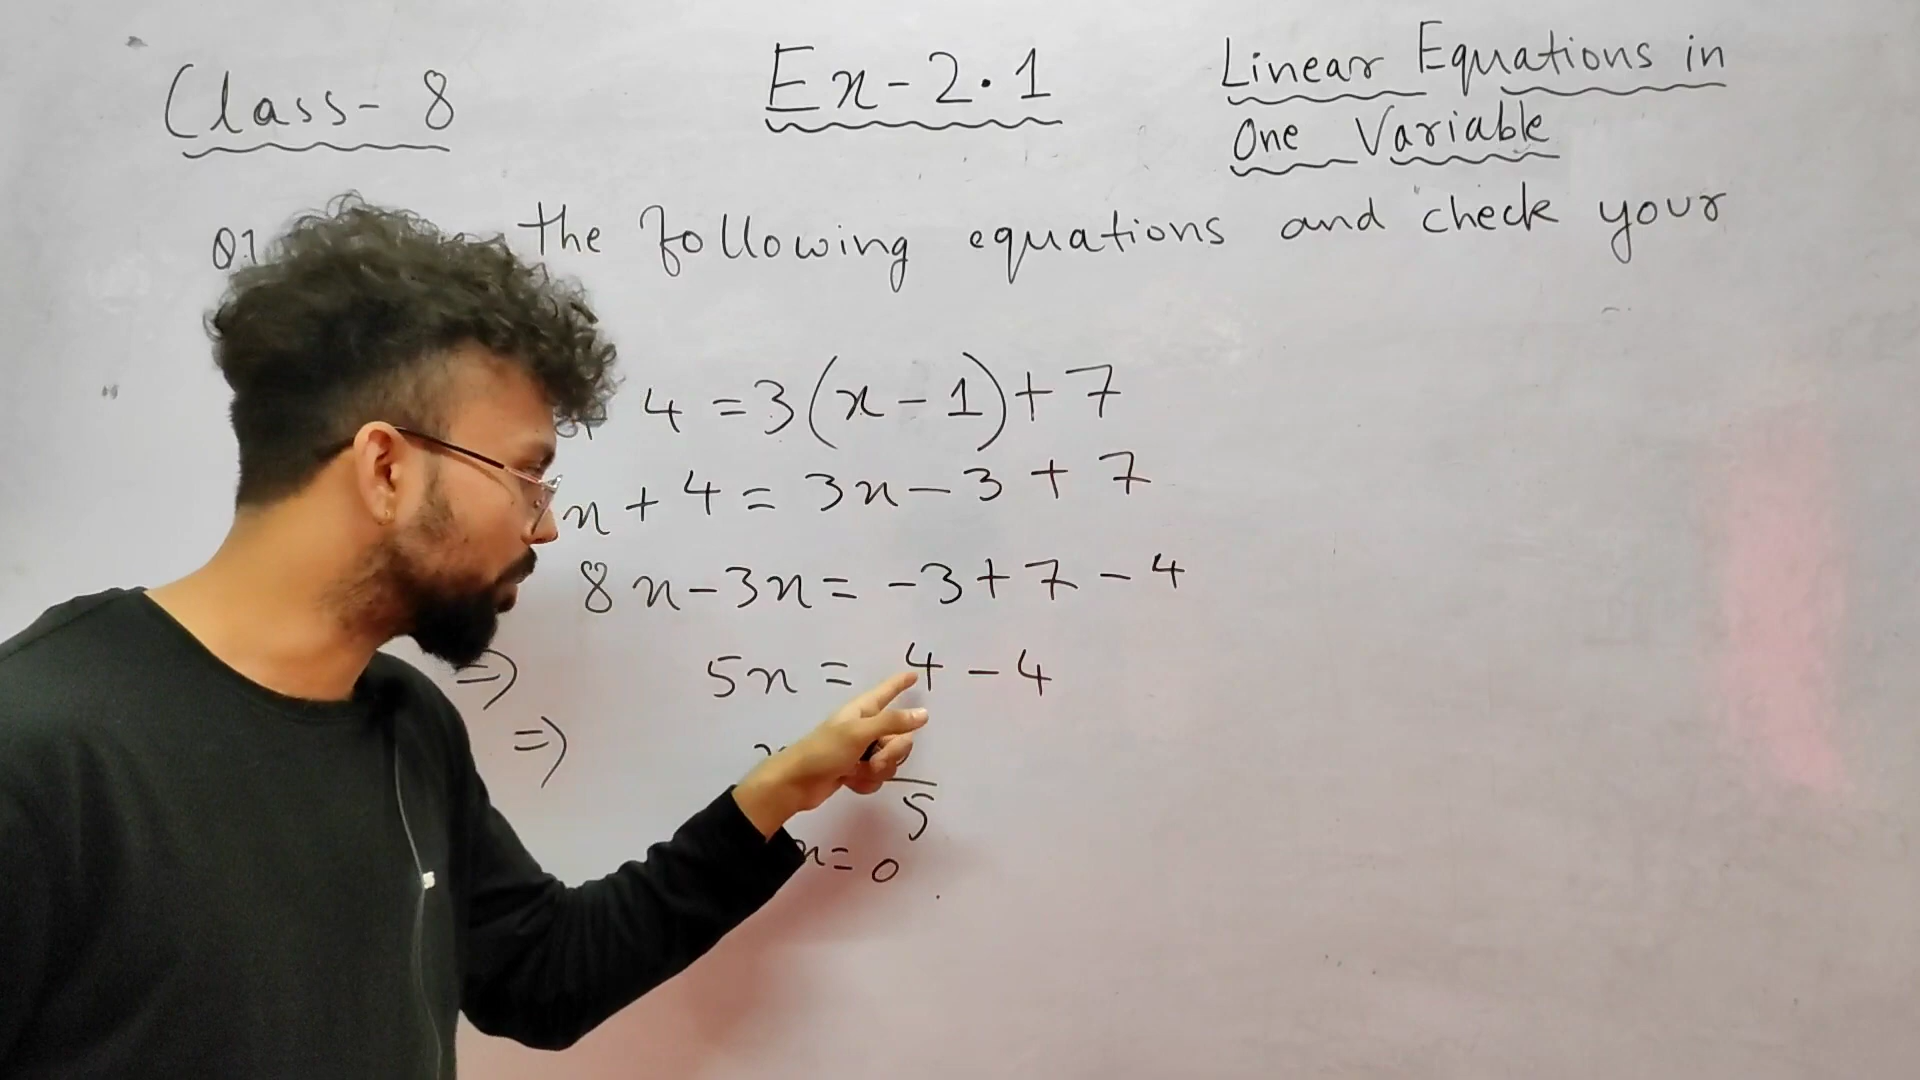 Class-8
Ex-2.1
Linear Equations in
One Variable
Q1 the following equations and check your
4 =3(x-1)+7
x+4=3x-3+7
8x-3x=-3+7-4
=> 5x=4-4
=>
5
x=0